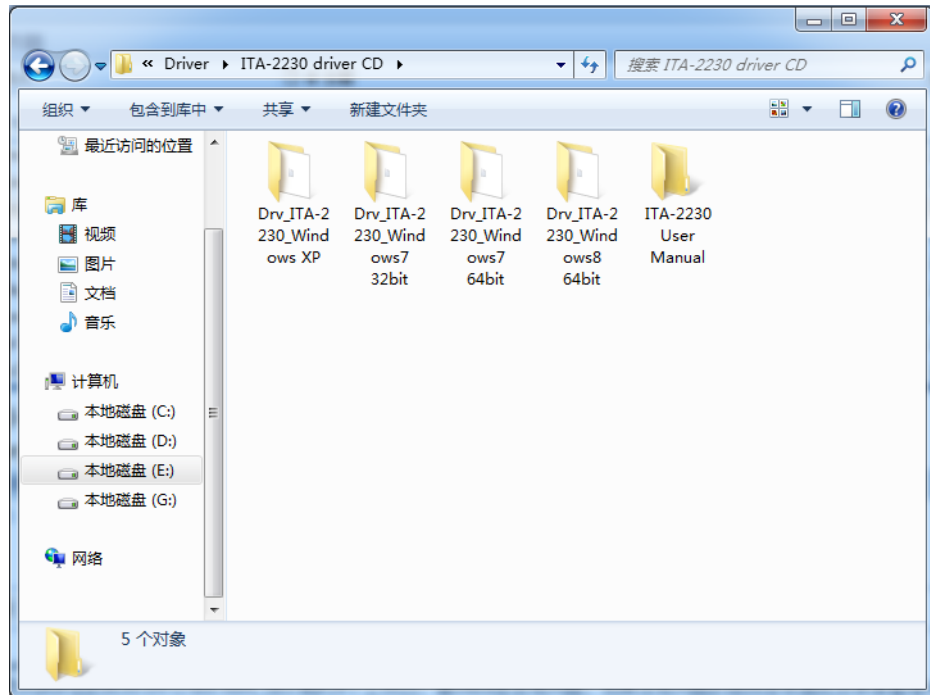 « Driver ▸ ITA-2230 driver CD ▸
搜索 ITA-2230 driver CD
组织 包含到库中 共享 新建文件夹
最近访问的位置
库
视频
图片
文档
音乐
计算机
本地磁盘 (C:)
本地磁盘 (D:)
本地磁盘 (E:)
本地磁盘 (G:)
网络
Drv_ITA-2
230_Wind
ows XP
Drv_ITA-2
230_Wind
ows7
32bit
Drv_ITA-2
230_Wind
ows7
64bit
Drv_ITA-2
230_Wind
ows8
64bit
ITA-2230
User
Manual
5 个对象